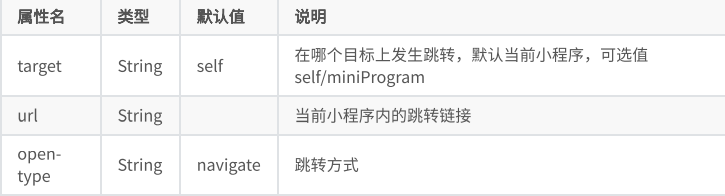 属性名 类型 默认值 说明
target String self 在哪个目标上发生跳转，默认当前小程序，可选值
self/miniProgram
url String 当前小程序内的跳转链接
open-
type String navigate 跳转方式